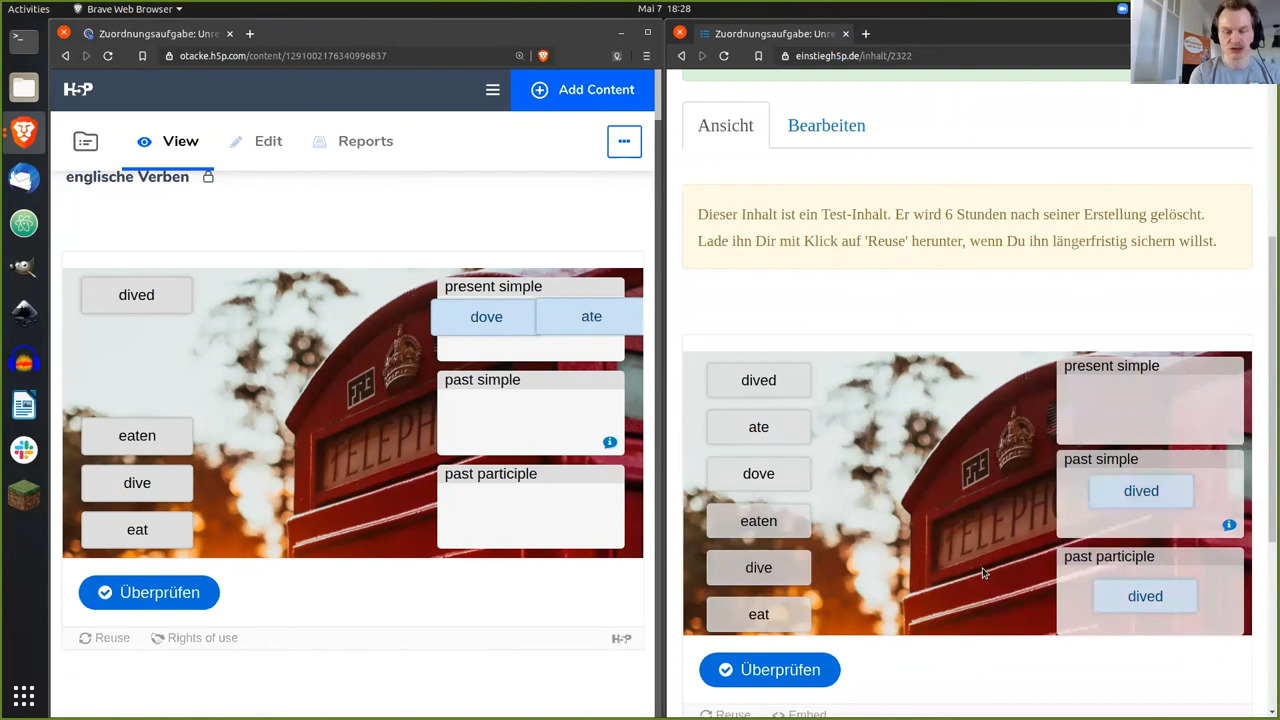 Activities
Brave Web Browser
Mai 7 18:28
Zuordnungsaufgabe: Unre
otacke.h5p.com/content/1291002176340996837
H5P
Add Content
View
Edit
Reports
englische Verben
dived
eaten
dive
eat
present simple
dove
ate
past simple
past participle
TELEPH
Überprüfen
Reuse
Rights of use
H5P
Zuordnungsaufgabe: Unre
einstiegh5p.de/inhalt/2322
Ansicht
Bearbeiten
Dieser Inhalt ist ein Test-Inhalt. Er wird 6 Stunden nach seiner Erstellung gelöscht.
Lade ihn Dir mit Klick auf 'Reuse' herunter, wenn Du ihn längerfristig sichern willst.
dived
ate
dove
eaten
dive
eat
TELEPHO
present simple
past simple
dived
past participle
dived
Überprüfen
Reuse
Embed